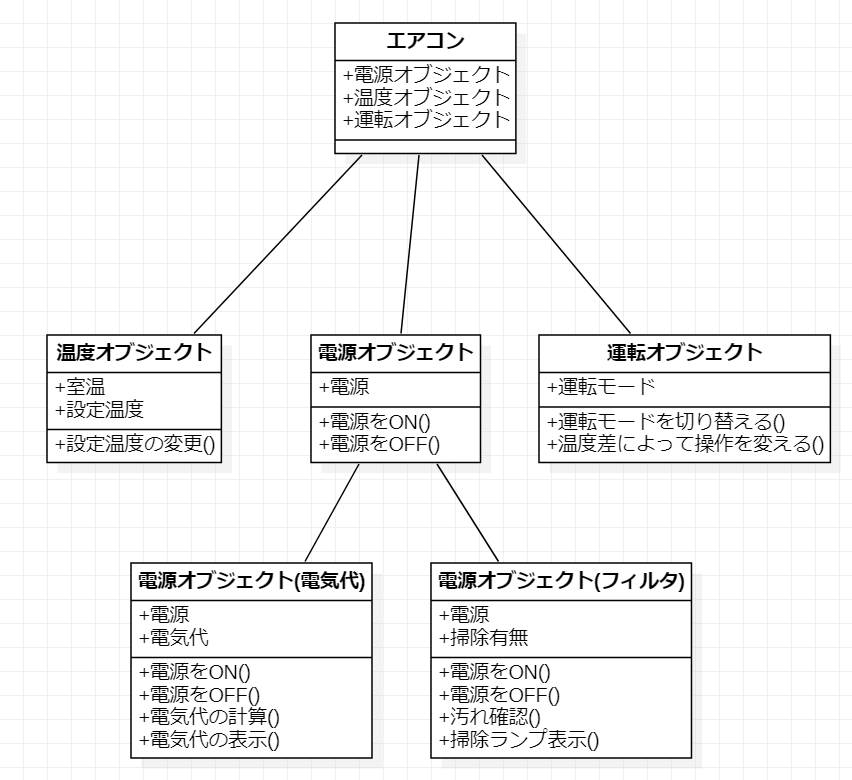 エアコン
+電源オブジェクト
+温度オブジェクト
+運転オブジェクト
温度オブジェクト
+室温
+設定温度
+設定温度の変更()
電源オブジェクト
+電源
+電源をON()
+電源をOFF()
運転オブジェクト
+運転モード
+運転モードを切り替える()
+温度差によって操作を変える()
電源オブジェクト(電気代)
+電源
+電気代
+電源をON()
+電源をOFF()
+電気代の計算()
+電気代の表示()
電源オブジェクト(フィルタ)
+電源
+掃除有無
+電源をON()
+電源をOFF()
+汚れ確認()
+掃除ランプ表示()